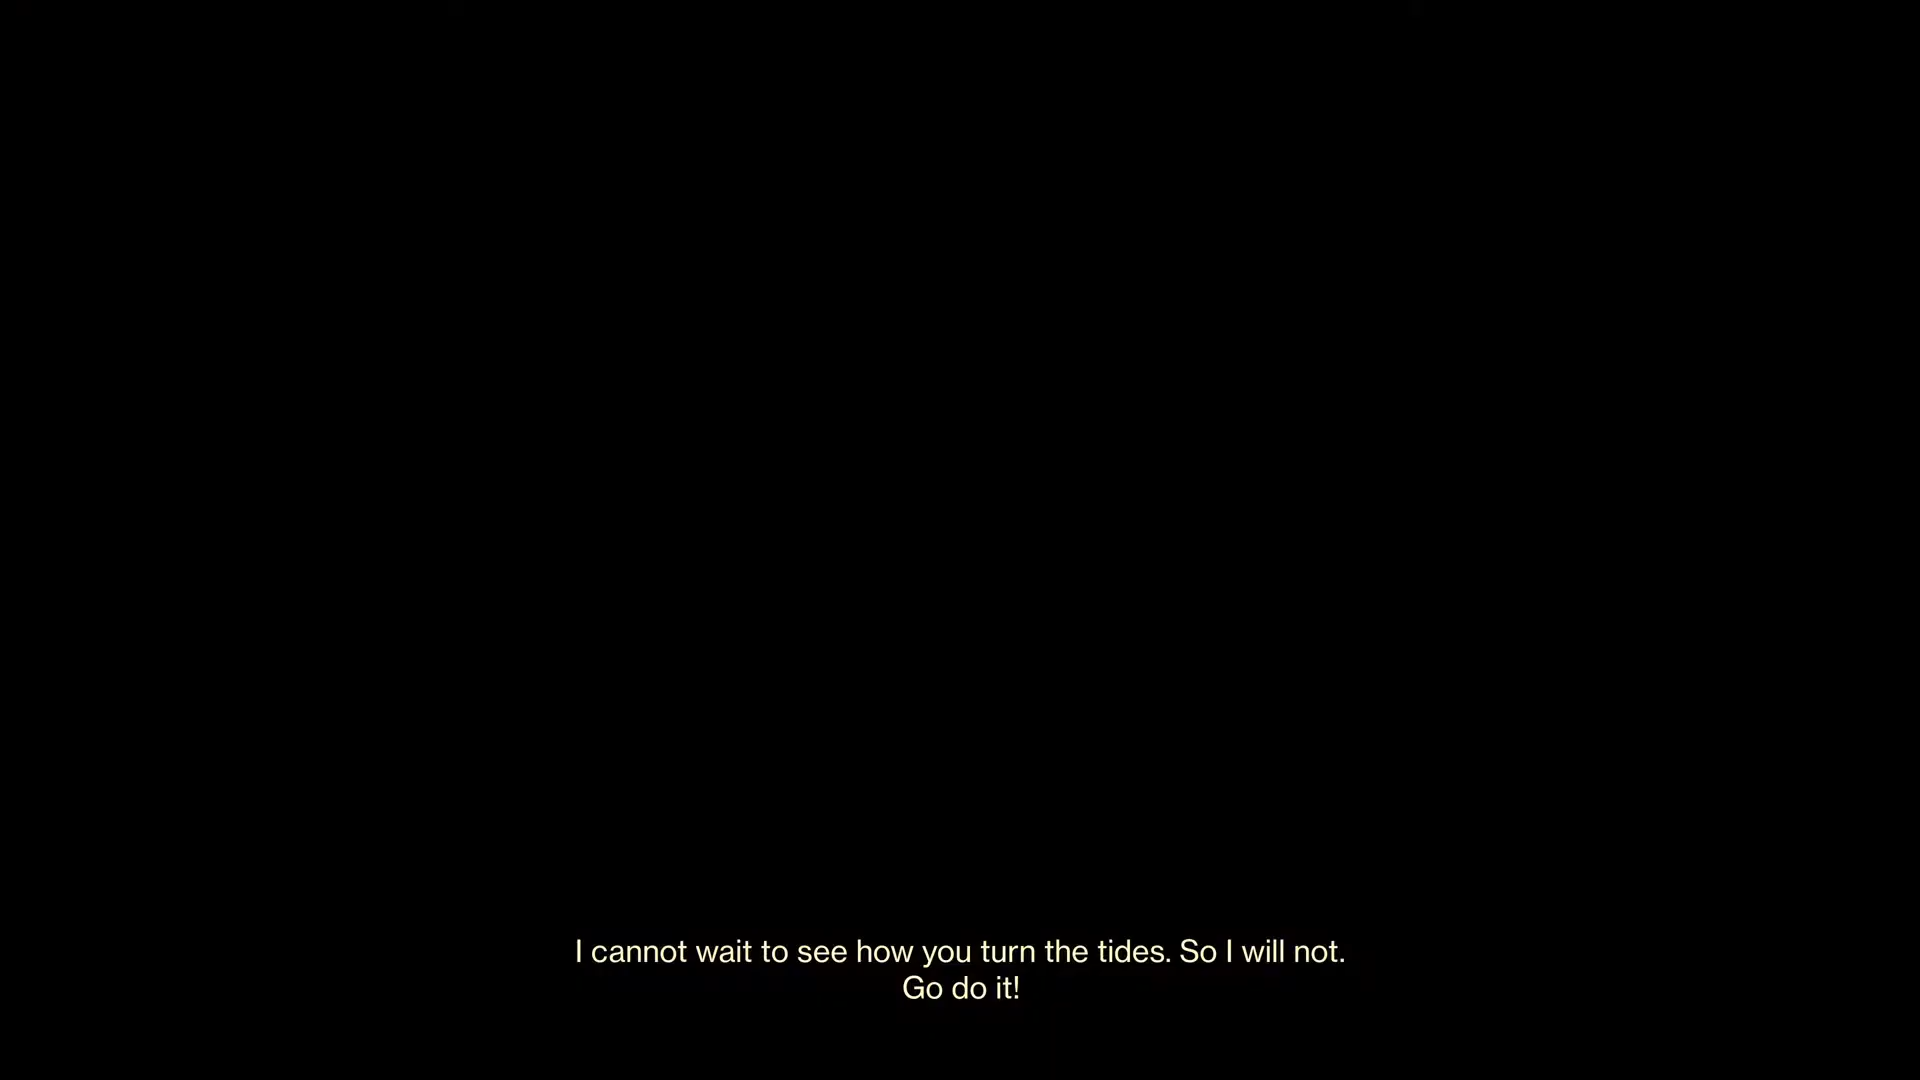 I cannot wait to see how you turn the tides. So I will not.
Go do it!